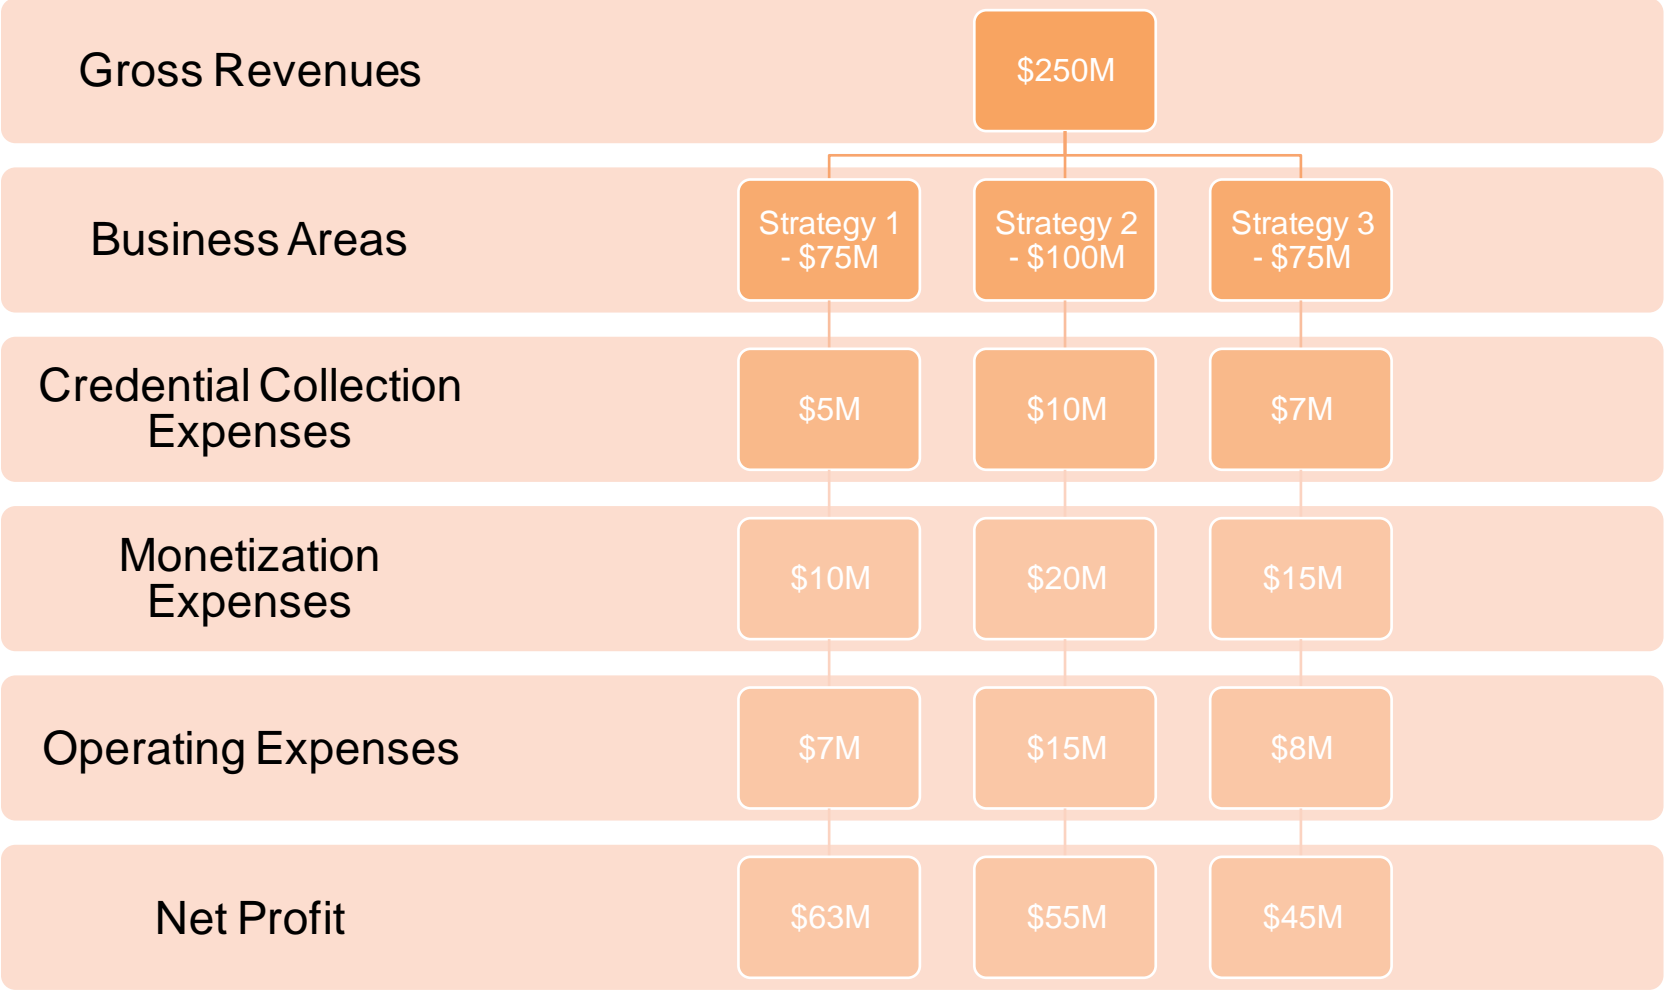 Gross Revenues
$250M
Business Areas
Strategy 1
- $75M
Strategy 2
- $100M
Strategy 3
- $75M
Credential Collection
Expenses
$5M
$10M
$7M
Monetization
Expenses
$10M
$20M
$15M
Operating Expenses
$7M
$15M
$8M
Net Profit
$63M
$55M
$45M